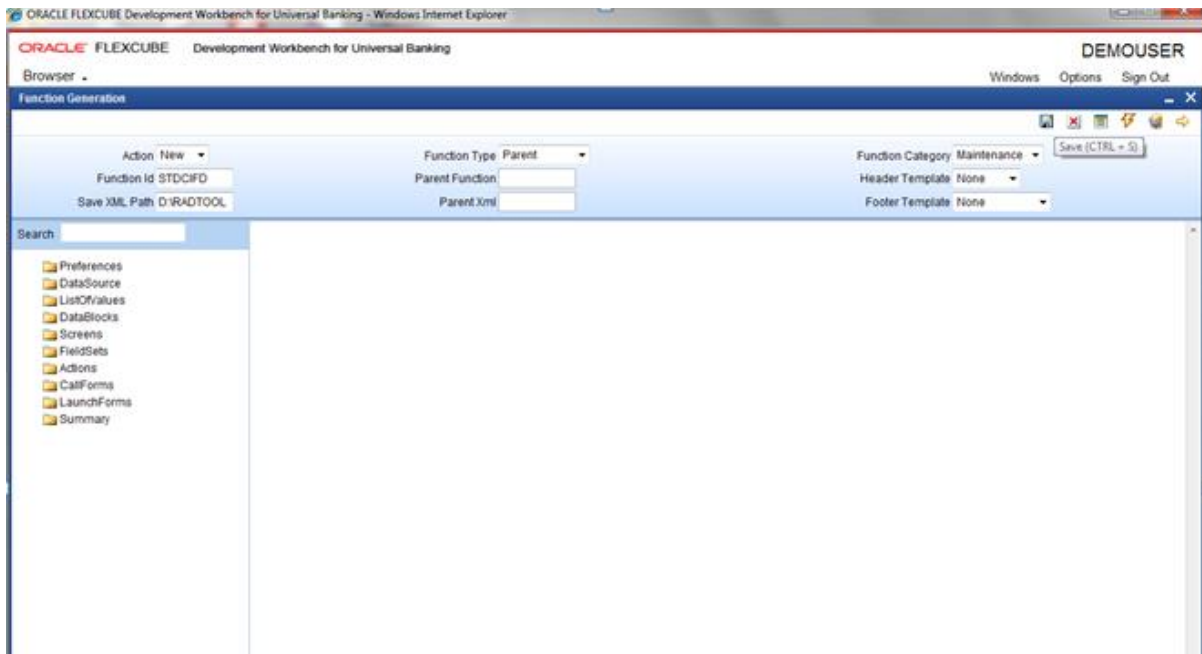 ORACLE FLEXCUBE Development Workbench for Universal Banking - Windows Internet Explorer
ORACLE FLEXCUBE Development Workbench for Universal Banking DEMOUSER
Browser Windows Options Sign Out
Function Generation
Action New Function Type Parent Function Category Maintenance Save (CTRL + S)
Function Id STDCIFD Parent Function Header Template None
Save XML Path D:\RADTOOL Parent Xml Footer Template None
Search
Preferences
DataSource
ListOfValues
DataBlocks
Screens
FieldSets
Actions
CallForms
LaunchForms
Summary